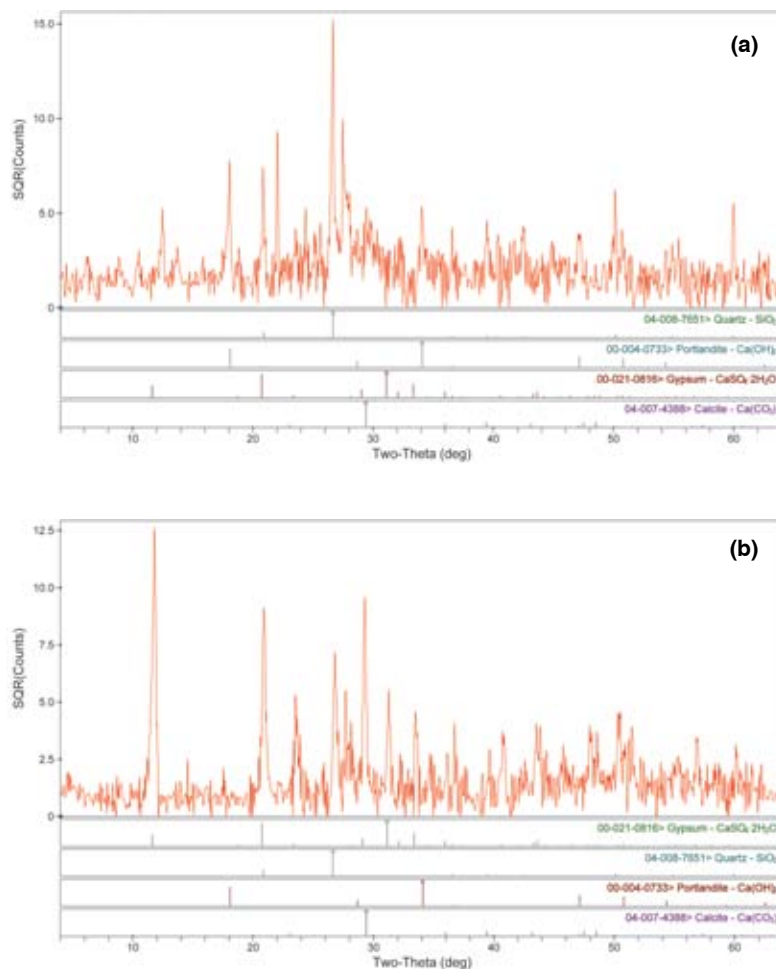 (a)
15.0
10.0
5.0
0
SQR(Counts)
04-008-7651> Quartz - SiO₂
00-004-0733> Portlandite - Ca(OH)₂
00-021-0816> Gypsum - CaSO₄ 2H₂O
04-007-4388> Calcite - Ca(CO₃)
10 20 30 40 50 60
Two-Theta (deg)
(b)
12.5
10.0
7.5
5.0
2.5
0
SQR(Counts)
00-021-0816> Gypsum - CaSO₄ 2H₂O
04-008-7651> Quartz - SiO₂
00-004-0733> Portlandite - Ca(OH)₂
04-007-4388> Calcite - Ca(CO₃)
10 20 30 40 50 60
Two-Theta (deg)